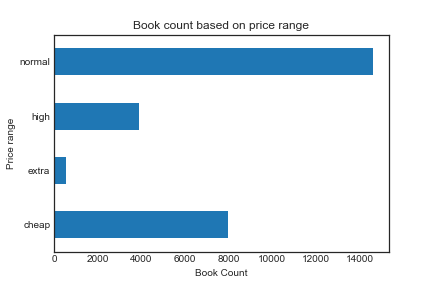 Book count based on price range
normal
high
extra
cheap
Price range
0 2000 4000 6000 8000 10000 12000 14000
Book Count